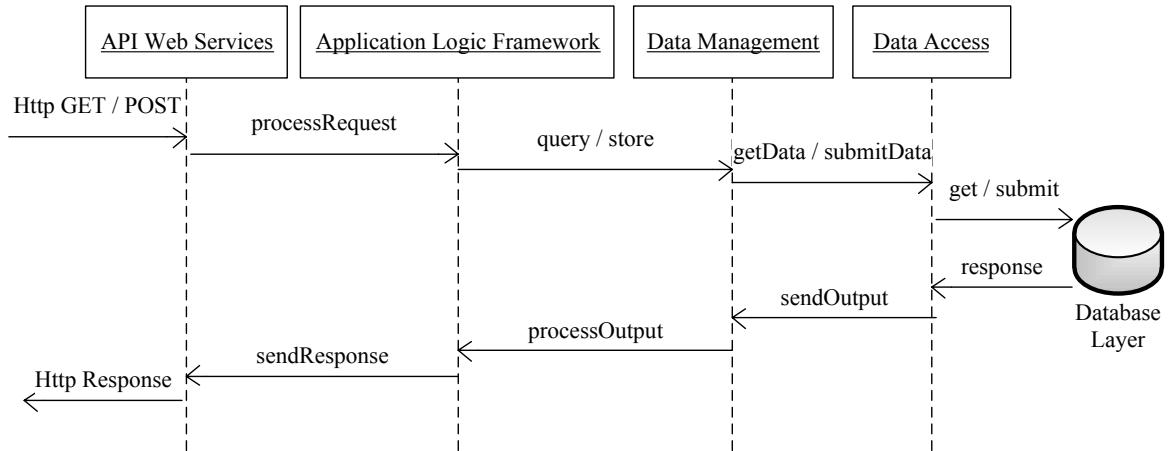 API Web Services
Application Logic Framework
Data Management
Data Access
Http GET / POST
processRequest
query / store
getData / submitData
get / submit
response
sendOutput
Database
Layer
processOutput
sendResponse
Http Response